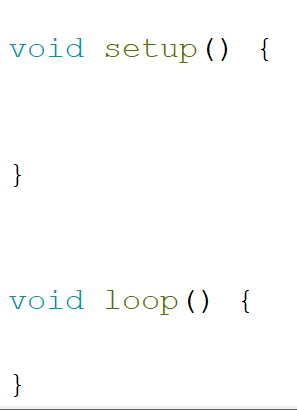 void setup() {
}
void loop() {
}